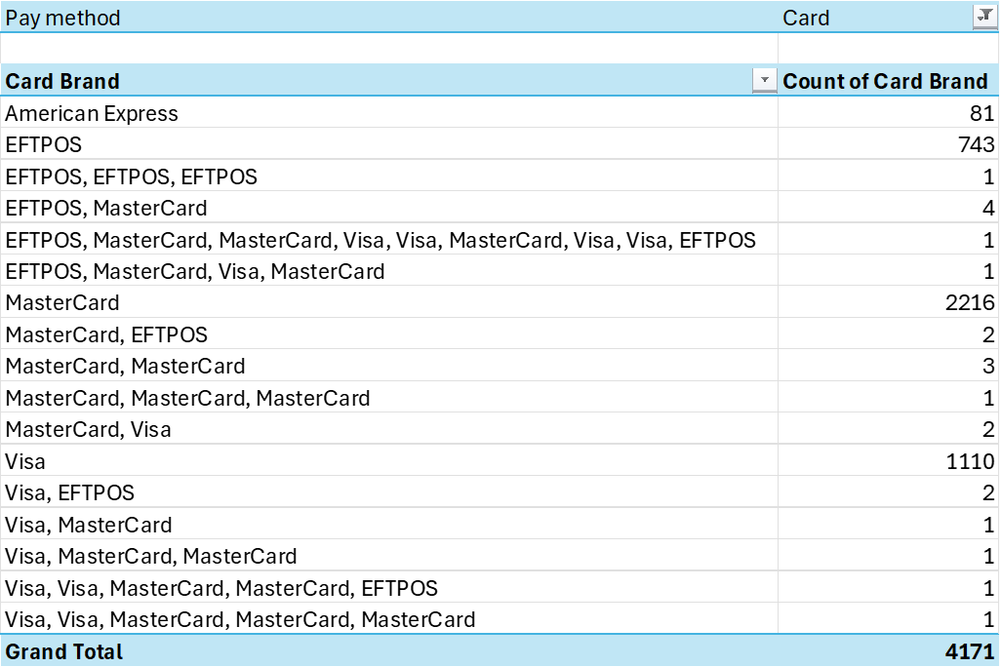 Pay method Card
Card Brand Count of Card Brand
American Express 81
EFTPOS 743
EFTPOS, EFTPOS, EFTPOS 1
EFTPOS, MasterCard 4
EFTPOS, MasterCard, MasterCard, Visa, Visa, MasterCard, Visa, Visa, EFTPOS 1
EFTPOS, MasterCard, Visa, MasterCard 1
MasterCard 2216
MasterCard, EFTPOS 2
MasterCard, MasterCard 3
MasterCard, MasterCard, MasterCard 1
MasterCard, Visa 2
Visa 1110
Visa, EFTPOS 2
Visa, MasterCard 1
Visa, MasterCard, MasterCard 1
Visa, Visa, MasterCard, MasterCard, EFTPOS 1
Visa, Visa, MasterCard, MasterCard, MasterCard 1
Grand Total 4171